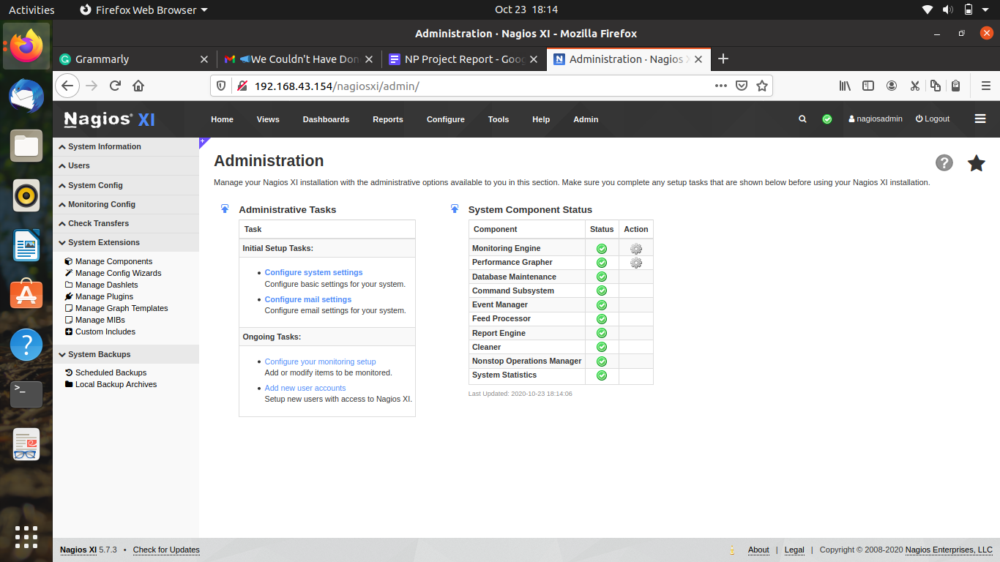 Activities Firefox Web Browser Oct 23 18:14
Administration · Nagios XI - Mozilla Firefox
Grammarly We Couldn't Have Don NP Project Report - Goog Administration · Nagios X
192.168.43.154/nagiosxi/admin/
Nagios® XI Home Views Dashboards Reports Configure Tools Help Admin nagiosadmin Logout
System Information
Users
System Config
Monitoring Config
Check Transfers
System Extensions
Manage Components
Manage Config Wizards
Manage Dashlets
Manage Plugins
Manage Graph Templates
Manage MIBs
Custom Includes
System Backups
Scheduled Backups
Local Backup Archives
Administration
Manage your Nagios XI installation with the administrative options available to you in this section. Make sure you complete any setup tasks that are shown below before using your Nagios XI installation.
Administrative Tasks
Task
Initial Setup Tasks:
• Configure system settings
Configure basic settings for your system.
• Configure mail settings
Configure email settings for your system.
Ongoing Tasks:
• Configure your monitoring setup
Add or modify items to be monitored.
• Add new user accounts
Setup new users with access to Nagios XI.
System Component Status
Component Status Action
Monitoring Engine
Performance Grapher
Database Maintenance
Command Subsystem
Event Manager
Feed Processor
Report Engine
Cleaner
Nonstop Operations Manager
System Statistics
Last Updated: 2020-10-23 18:14:06
Nagios XI 5.7.3 • Check for Updates About | Legal | Copyright © 2008-2020 Nagios Enterprises, LLC